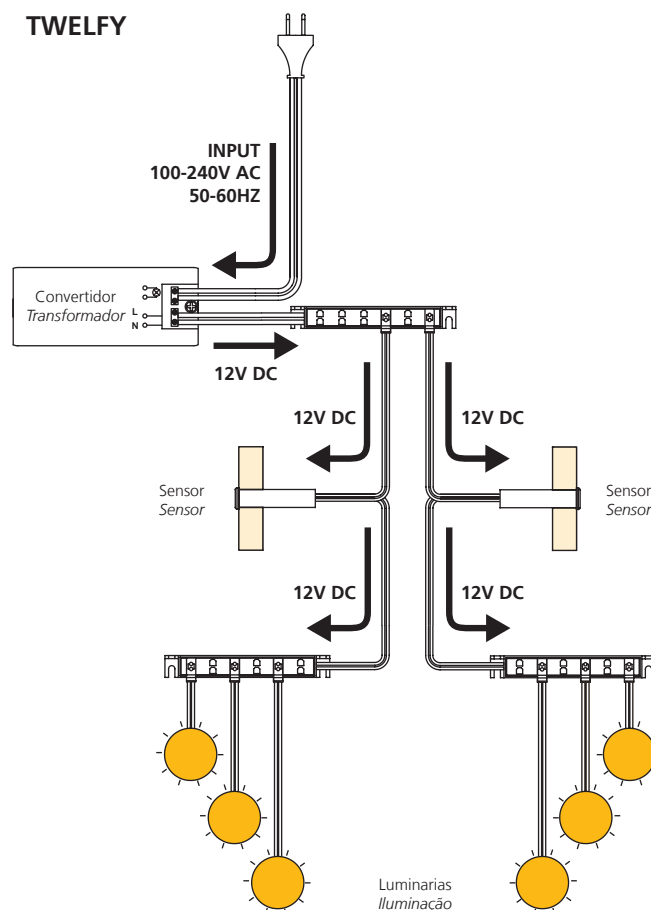 TWELFY
INPUT
100-240V AC
50-60HZ
Convertidor
Transformador
L
N
12V DC
12V DC
12V DC
Sensor
Sensor
Sensor
Sensor
12V DC
12V DC
Luminarias
Iluminação